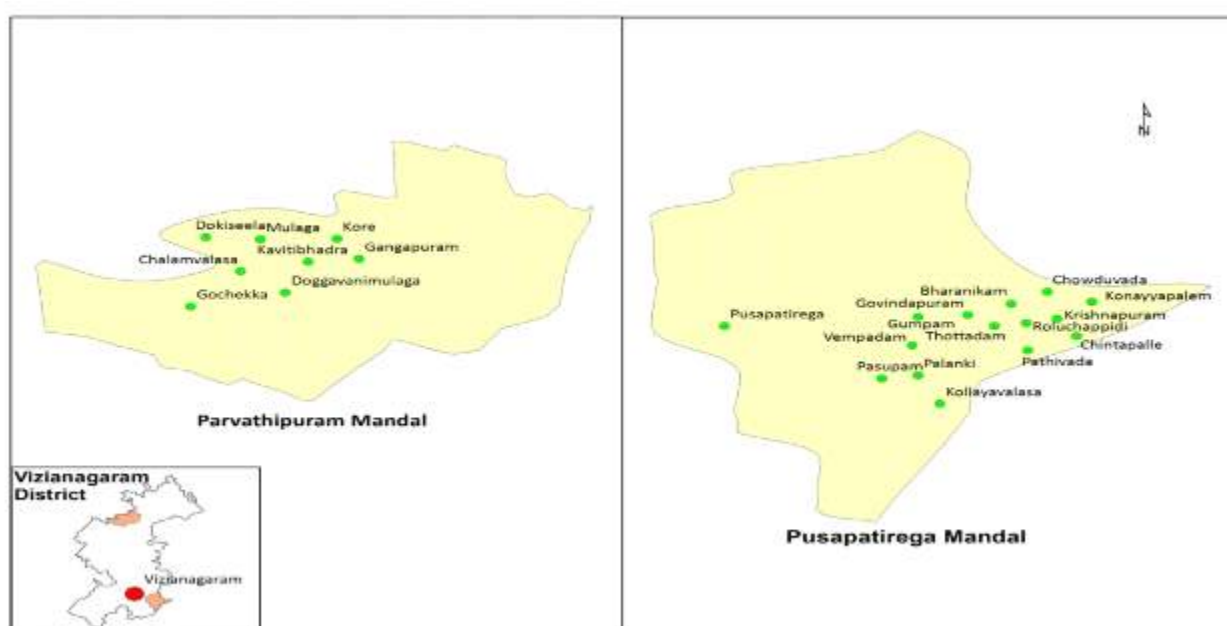 N
Dokiseela
Mulaga
Kore
Kavitibhadra
Gangapuram
Chalamvalasa
Doggavanimulaga
Gochekka
Parvathipuram Mandal
Chowduvada
Bharanikam
Konayyapalem
Govindapuram
Krishnapuram
Pusapatirega
Gumpam
Roluchappidi
Vempadam
Thottadam
Chintapalle
Pathivada
Pasupam
Palanki
Kollayavalasa
Pusapatirega Mandal
Vizianagaram
District
Vizianagaram